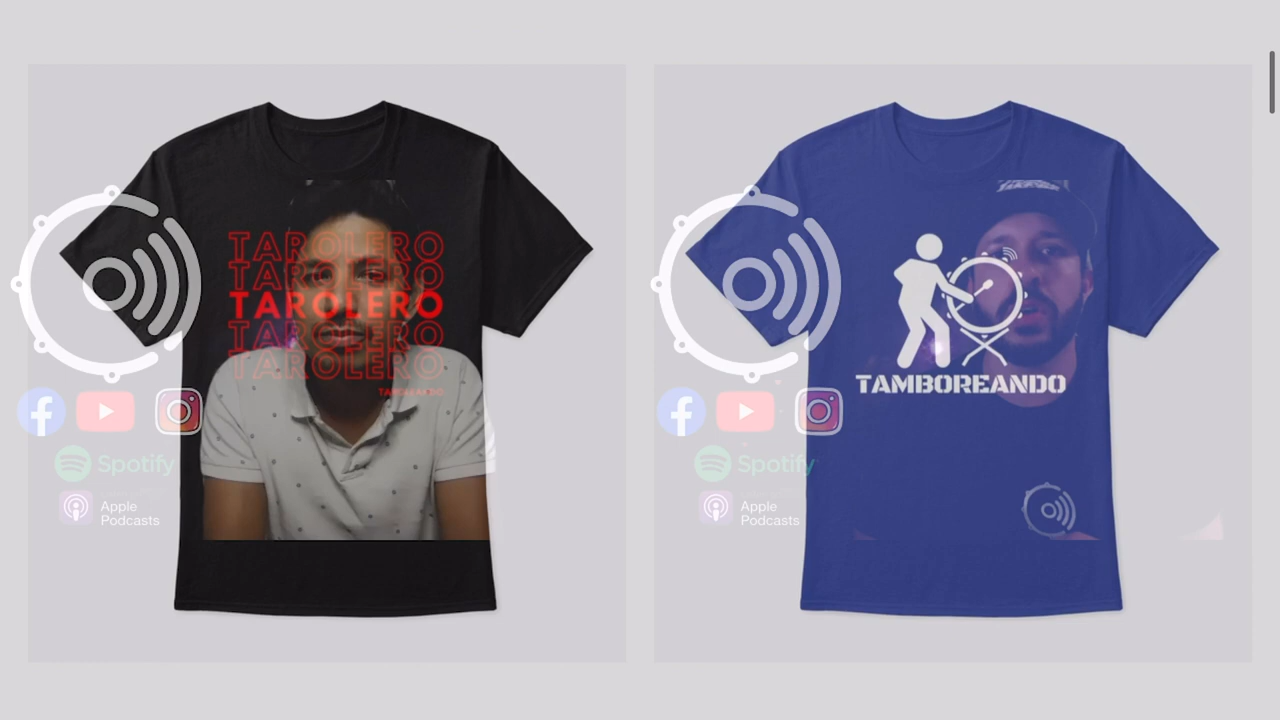 TAROLERO
TAROLERO
TAROLERO
TAROLERO
TAROLERO
TAMBOREANDO
Spotify
Apple
Podcasts
TAMBOREANDO
Spotify
Apple
Podcasts